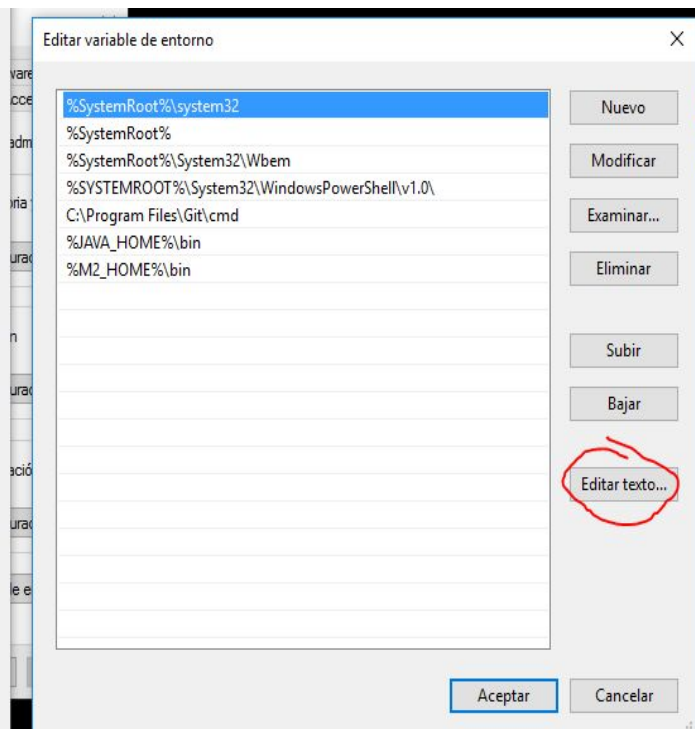 Editar variable de entorno
%SystemRoot%\system32
%SystemRoot%
%SystemRoot%\System32\Wbem
%SYSTEMROOT%\System32\WindowsPowerShell\v1.0\
C:\Program Files\Git\cmd
%JAVA_HOME%\bin
%M2_HOME%\bin
Nuevo
Modificar
Examinar...
Eliminar
Subir
Bajar
Editar texto...
Aceptar
Cancelar